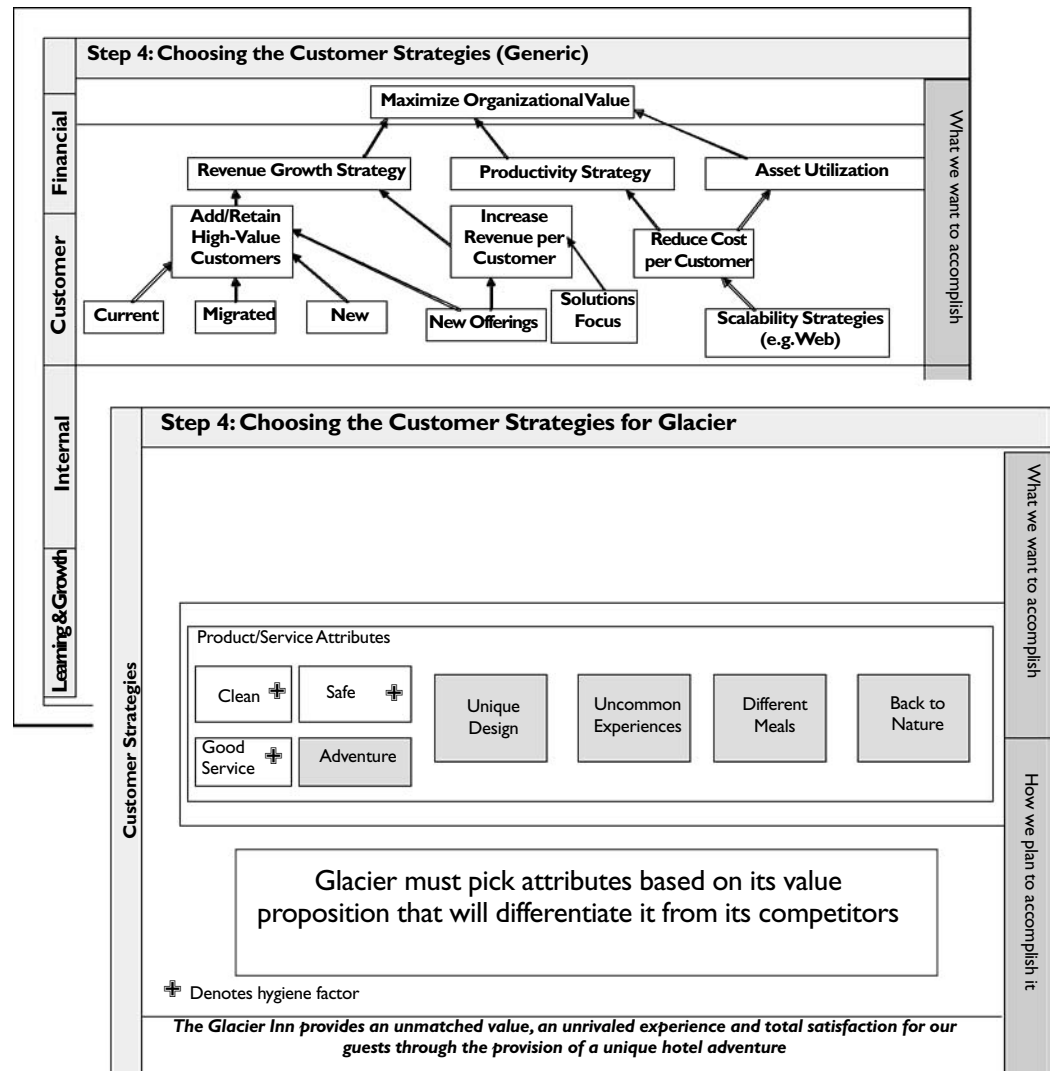 Step 4: Choosing the Customer Strategies (Generic)
Financial
Customer
Internal
Learning & Growth
What we want to accomplish
Maximize Organizational Value
Revenue Growth Strategy
Productivity Strategy
Asset Utilization
Add/Retain
High-Value
Customers
Increase
Revenue per
Customer
Reduce Cost
per Customer
Current
Migrated
New
New Offerings
Solutions
Focus
Scalability Strategies
(e.g. Web)
Step 4: Choosing the Customer Strategies for Glacier
Customer Strategies
What we want to accomplish
How we plan to accomplish it
Product/Service Attributes
Clean
Safe
Good
Service
Adventure
Unique
Design
Uncommon
Experiences
Different
Meals
Back to
Nature
Glacier must pick attributes based on its value
proposition that will differentiate it from its competitors
Denotes hygiene factor
The Glacier Inn provides an unmatched value, an unrivaled experience and total satisfaction for our
guests through the provision of a unique hotel adventure